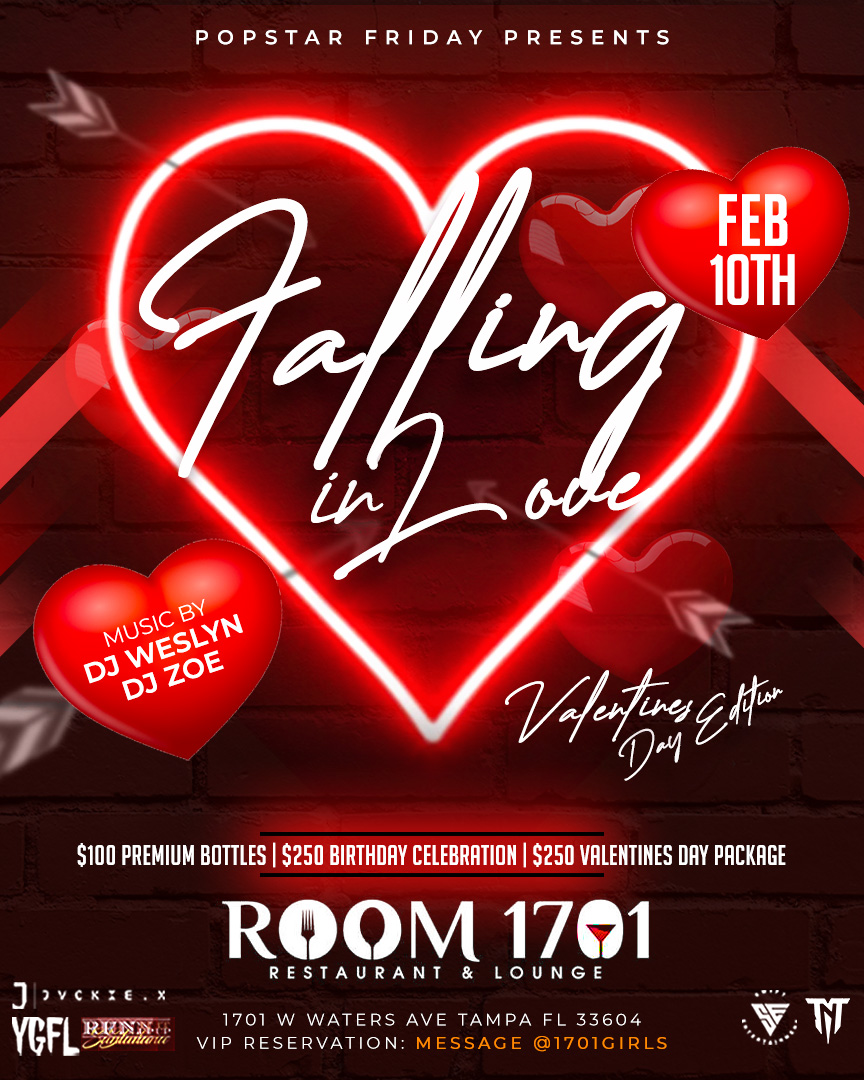 POPSTAR FRIDAY PRESENTS
FEB
10TH
Falling
in Love
MUSIC BY
DJ WESLYN
DJ ZOE
Valentines
Day Edition
$100 PREMIUM BOTTLES | $250 BIRTHDAY CELEBRATION | $250 VALENTINES DAY PACKAGE
ROOM 1701
RESTAURANT & LOUNGE
1701 W WATERS AVE TAMPA FL 33604
VIP RESERVATION: MESSAGE @1701GIRLS
YGFL
TNT